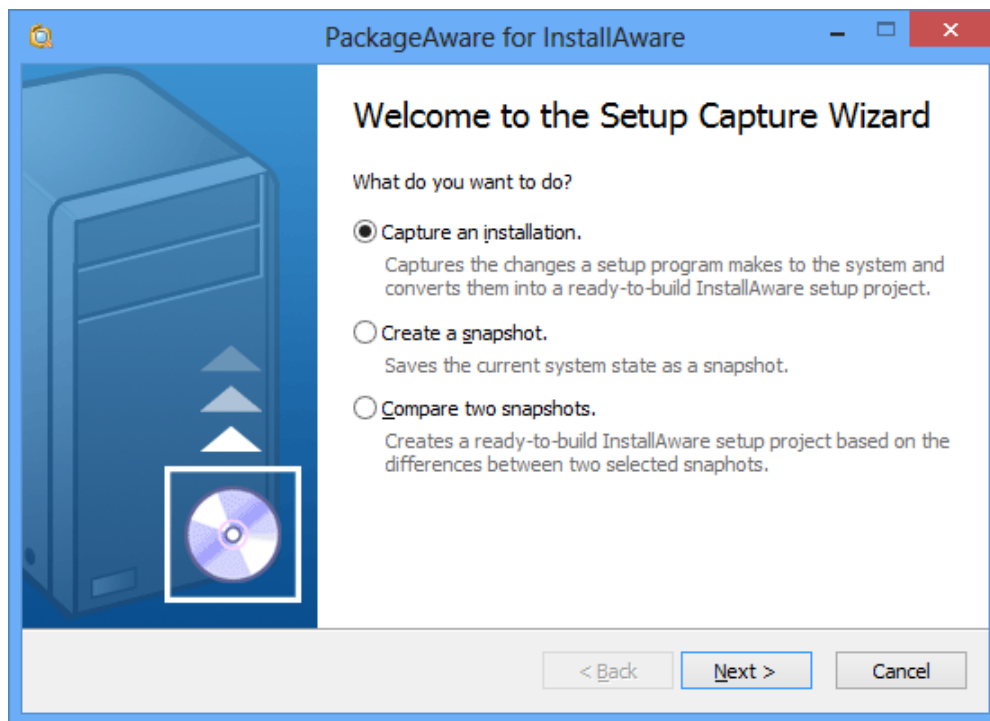 PackageAware for InstallAware
Welcome to the Setup Capture Wizard
What do you want to do?
Capture an installation.
Captures the changes a setup program makes to the system and
converts them into a ready-to-build InstallAware setup project.
Create a snapshot.
Saves the current system state as a snapshot.
Compare two snapshots.
Creates a ready-to-build InstallAware setup project based on the
differences between two selected snaphots.
< Back
Next >
Cancel